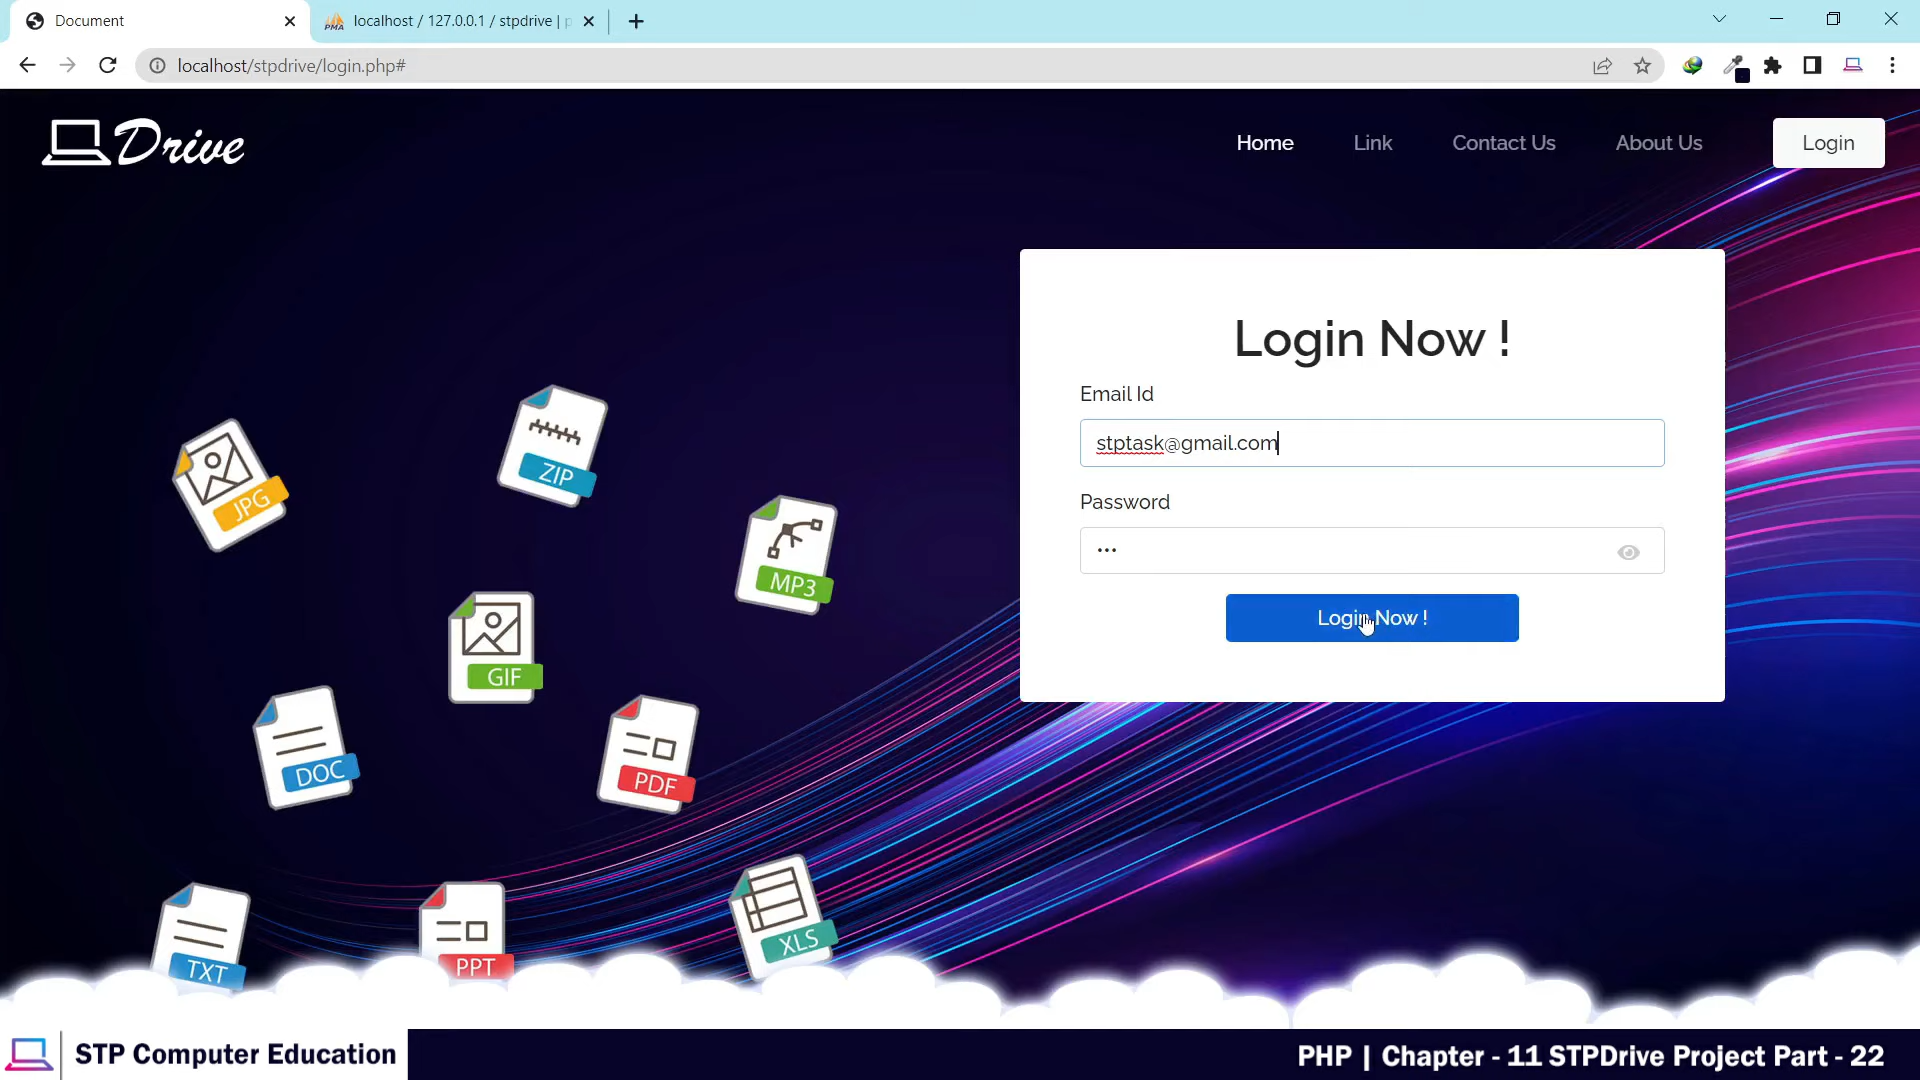 Document
localhost / 127.0.0.1 / stpdrive | p
localhost/stpdrive/login.php#
Drive
Home
Link
Contact Us
About Us
Login
Login Now !
Email Id
stptask@gmail.com
Password
Login Now !
JPG
ZIP
MP3
GIF
DOC
PDF
TXT
PPT
XLS
STP Computer Education
PHP | Chapter - 11 STPDrive Project Part - 22